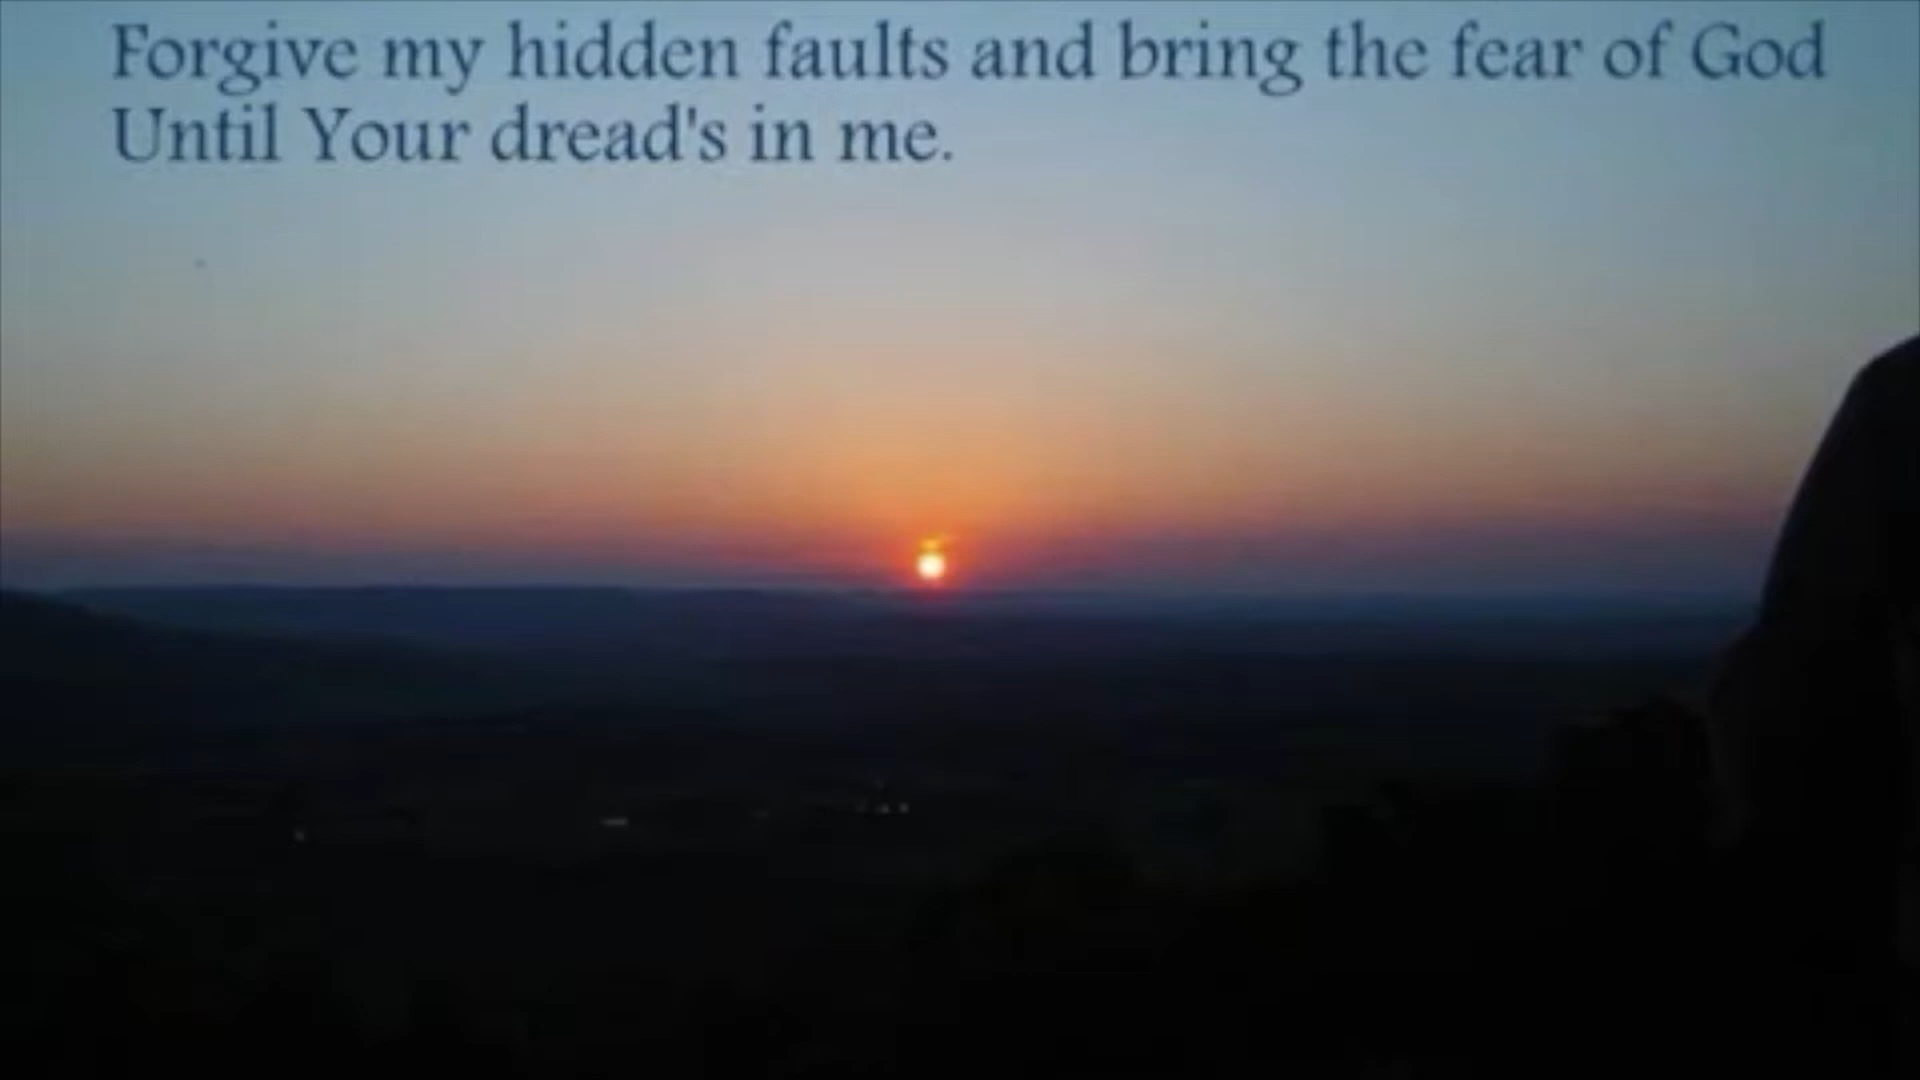 Forgive my hidden faults and bring the fear of God
Until Your dread's in me.